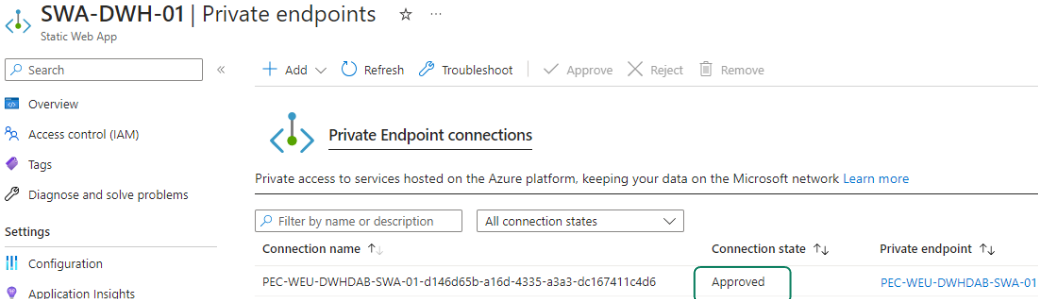 SWA-DWH-01 | Private endpoints
Static Web App
Search
Add Refresh Troubleshoot Approve Reject Remove
Overview
Access control (IAM)
Tags
Diagnose and solve problems
Settings
Configuration
Application Insights
Private Endpoint connections
Private access to services hosted on the Azure platform, keeping your data on the Microsoft network Learn more
Filter by name or description All connection states
Connection name Connection state Private endpoint
PEC-WEU-DWHDAB-SWA-01-d146d65b-a16d-4335-a3a3-dc167411c4d6 Approved PEC-WEU-DWHDAB-SWA-01